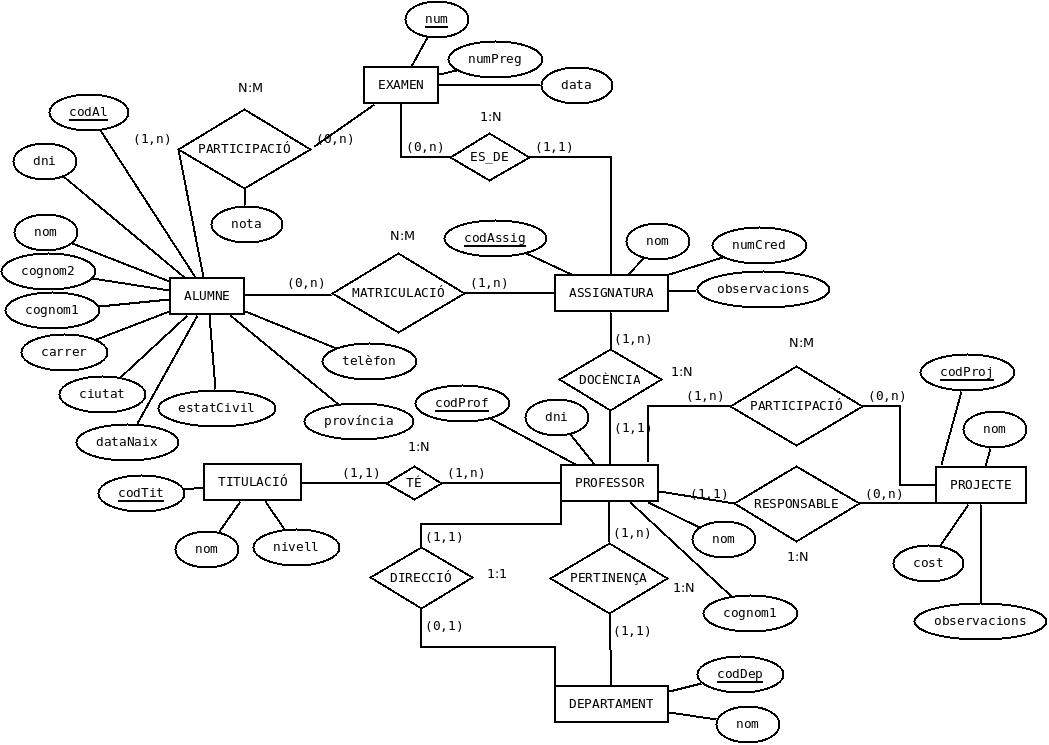 num
numPreg
EXAMEN
data
N:M
codAl
1:N
(1,n)
PARTICIPACIÓ
(0,n)
(0,n)
ES_DE
(1,1)
dni
nota
nom
N:M
codAssig
nom
numCred
cognom2
(0,n)
MATRICULACIÓ
(1,n)
ALUMNE
ASSIGNATURA
observacions
cognom1
(1,n)
N:M
carrer
telèfon
DOCÈNCIA
1:N
codProj
ciutat
estatCivil
codProf
(1,n)
PARTICIPACIÓ
(0,n)
província
dni
(1,1)
nom
dataNaix
1:N
codTit
TITULACIÓ
(1,1)
TÉ
(1,n)
PROFESSOR
(1,1)
RESPONSABLE
(0,n)
PROJECTE
nom
nivell
(1,1)
(1,n)
nom
1:N
cost
DIRECCIÓ
1:1
PERTINENÇA
1:N
cognom1
observacions
(0,1)
(1,1)
codDep
DEPARTAMENT
nom